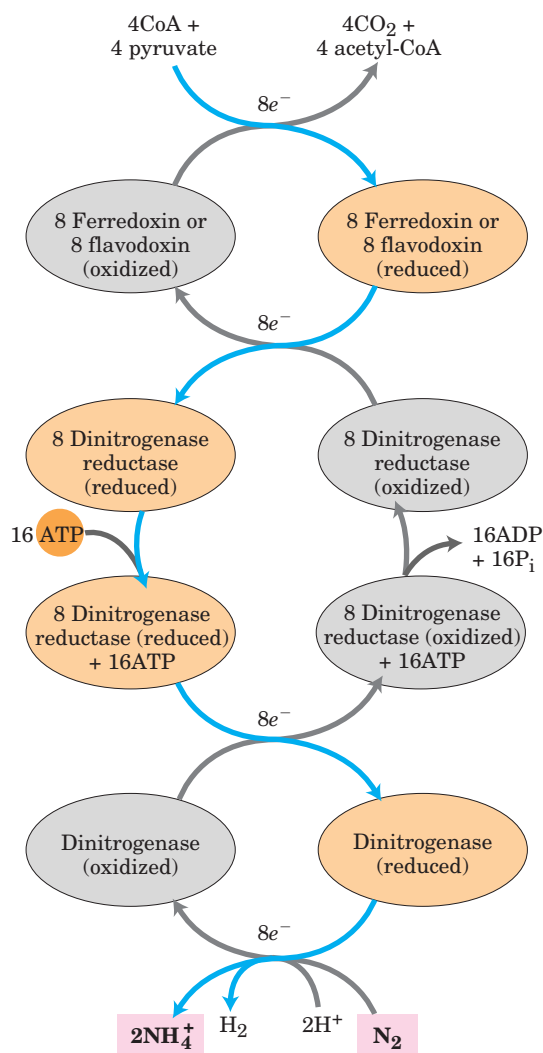 4CoA +
4 pyruvate
4CO₂ +
4 acetyl-CoA
8e⁻
8 Ferredoxin or
8 flavodoxin
(oxidized)
8 Ferredoxin or
8 flavodoxin
(reduced)
8e⁻
8 Dinitrogenase
reductase
(reduced)
8 Dinitrogenase
reductase
(oxidized)
16 ATP
16ADP
+ 16Pᵢ
8 Dinitrogenase
reductase (reduced)
+ 16ATP
8 Dinitrogenase
reductase (oxidized)
+ 16ATP
8e⁻
Dinitrogenase
(oxidized)
Dinitrogenase
(reduced)
8e⁻
2NH₄⁺
H₂
2H⁺
N₂